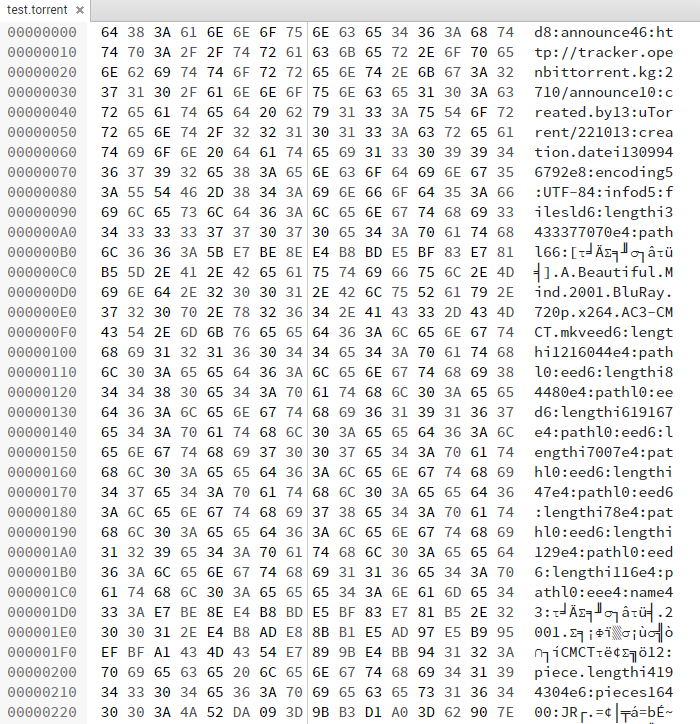 test.torrent ×
00000000 64 38 3A 61 6E 6E 6F 75 6E 63 65 34 36 3A 68 74 d8:announce46:ht
00000010 74 70 3A 2F 2F 74 72 61 63 6B 65 72 2E 6F 70 65 tp://tracker.ope
00000020 6E 62 69 74 74 6F 72 72 65 6E 74 2E 6B 67 3A 32 nbittorrent.kg:2
00000030 37 31 30 2F 61 6E 6E 6F 75 6E 63 65 31 30 3A 63 710/announce10:c
00000040 72 65 61 74 65 64 20 62 79 31 33 3A 75 54 6F 72 reated.by13:uTor
00000050 72 65 6E 74 2F 32 32 31 30 31 33 3A 63 72 65 61 rent/221013:crea
00000060 74 69 6F 6E 20 64 61 74 65 69 31 33 30 39 39 34 tion.datei130994
00000070 36 37 39 32 65 38 3A 65 6E 63 6F 64 69 6E 67 35 6792e8:encoding5
00000080 3A 55 54 46 2D 38 34 3A 69 6E 66 6F 64 35 3A 66 :UTF-84:infod5:f
00000090 69 6C 65 73 6C 64 36 3A 6C 65 6E 67 74 68 69 33 ilesld6:lengthi3
000000A0 34 33 33 33 37 37 30 37 30 65 34 3A 70 61 74 68 433377070e4:path
000000B0 6C 36 36 3A 5B E7 BE 8E E4 B8 BD E5 BF 83 E7 81 l66:[τ╛ÄΣ╕╜σ┐âτü
000000C0 B5 5D 2E 41 2E 42 65 61 75 74 69 66 75 6C 2E 4D ╡].A.Beautiful.M
000000D0 69 6E 64 2E 32 30 30 31 2E 42 6C 75 52 61 79 2E ind.2001.BluRay.
000000E0 37 32 30 70 2E 78 32 36 34 2E 41 43 33 2D 43 4D 720p.x264.AC3-CM
000000F0 43 54 2E 6D 6B 76 65 65 64 36 3A 6C 65 6E 67 74 CT.mkveed6:lengt
00000100 68 69 31 32 31 36 30 34 34 65 34 3A 70 61 74 68 hi1216044e4:path
00000110 6C 30 3A 65 65 64 36 3A 6C 65 6E 67 74 68 69 38 l0:eed6:lengthi8
00000120 34 34 38 30 65 34 3A 70 61 74 68 6C 30 3A 65 65 4480e4:pathl0:ee
00000130 64 36 3A 6C 65 6E 67 74 68 69 36 31 39 31 36 37 d6:lengthi619167
00000140 65 34 3A 70 61 74 68 6C 30 3A 65 65 64 36 3A 6C e4:pathl0:eed6:l
00000150 65 6E 67 74 68 69 37 30 30 37 65 34 3A 70 61 74 engthi7007e4:pat
00000160 68 6C 30 3A 65 65 64 36 3A 6C 65 6E 67 74 68 69 hl0:eed6:lengthi
00000170 34 37 65 34 3A 70 61 74 68 6C 30 3A 65 65 64 36 47e4:pathl0:eed6
00000180 3A 6C 65 6E 67 74 68 69 37 38 65 34 3A 70 61 74 :lengthi78e4:pat
00000190 68 6C 30 3A 65 65 64 36 3A 6C 65 6E 67 74 68 69 hl0:eed6:lengthi
000001A0 31 32 39 65 34 3A 70 61 74 68 6C 30 3A 65 65 64 129e4:pathl0:eed
000001B0 36 3A 6C 65 6E 67 74 68 69 31 31 36 65 34 3A 70 6:lengthi116e4:p
000001C0 61 74 68 6C 30 3A 65 65 65 34 3A 6E 61 6D 65 34 athl0:eee4:name4
000001D0 33 3A E7 BE 8E E4 B8 BD E5 BF 83 E7 81 B5 2E 32 3:τ╛ÄΣ╕╜σ┐âτü╡.2
000001E0 30 30 31 2E E4 B8 AD E8 8B B1 E5 AD 97 E5 B9 95 001.Σ╕¡Φï▒σ¡ùσ╣ò
000001F0 EF BF A1 43 4D 43 54 E7 89 9B E4 BB 94 31 32 3A ∩┐íCMCTτë¢Σ╗ö12:
00000200 70 69 65 63 65 20 6C 65 6E 67 74 68 69 34 31 39 piece.lengthi419
00000210 34 33 30 34 65 36 3A 70 69 65 63 65 73 31 36 34 4304e6:pieces164
00000220 30 30 3A 4A 52 DA 09 3D 9B B3 D1 A0 3D 62 90 7E 00:JR┌.=¢│╤á=bÉ~